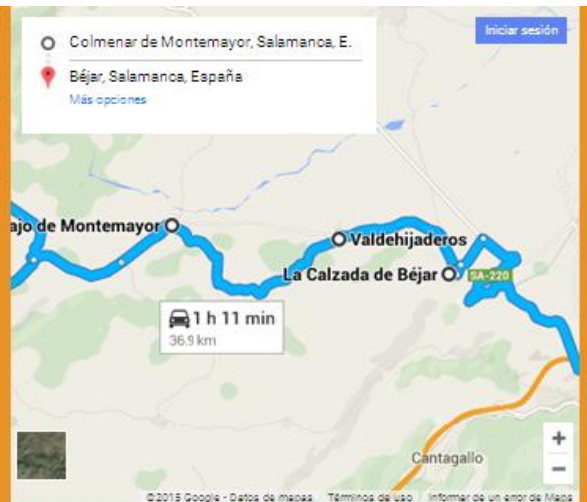 Colmenar de Montemayor, Salamanca, E.
Iniciar sesión
Béjar, Salamanca, España
Más opciones
ajo de Montemayor
Valdehijaderos
La Calzada de Béjar
SA-220
1 h 11 min
36.9 km
Cantagallo
+
−
©2015 Google - Datos de mapas Términos de uso Informar de un error de Maps